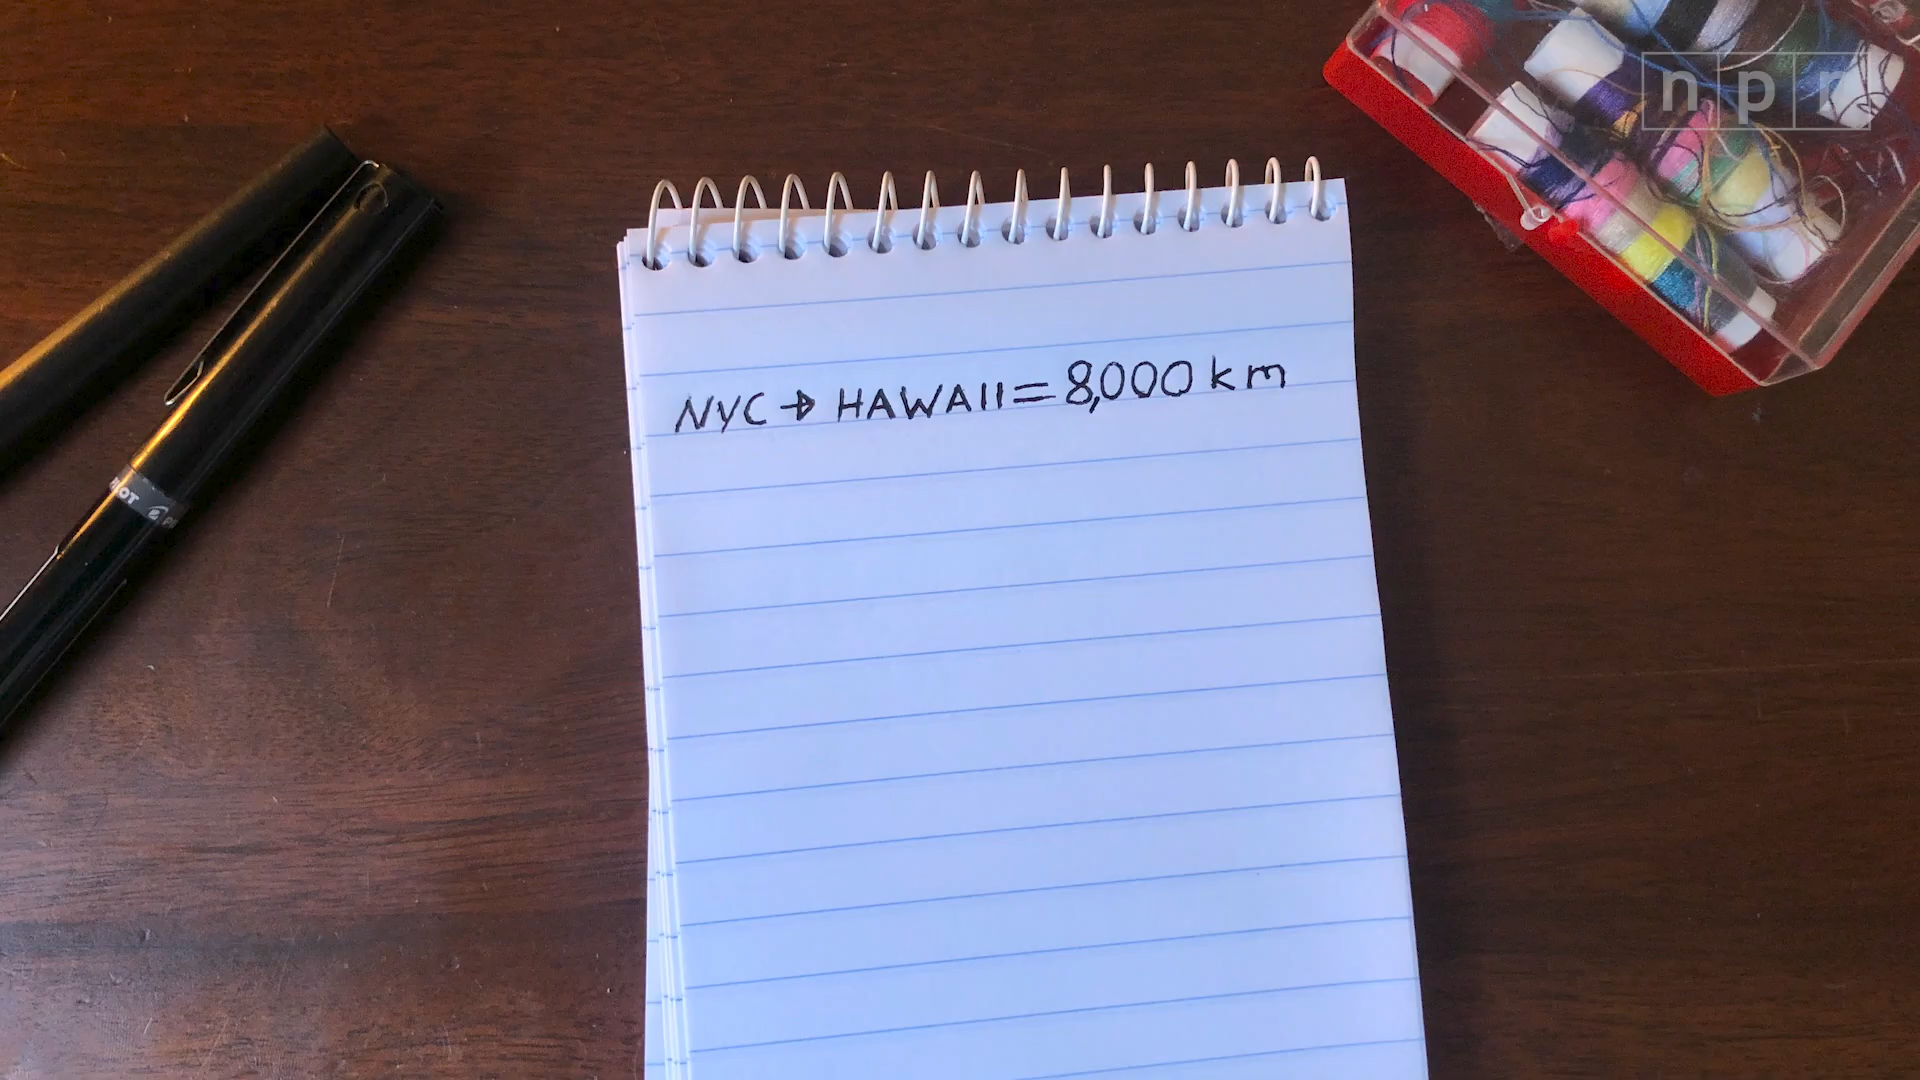 npr
NYC → HAWAII = 8,000 km